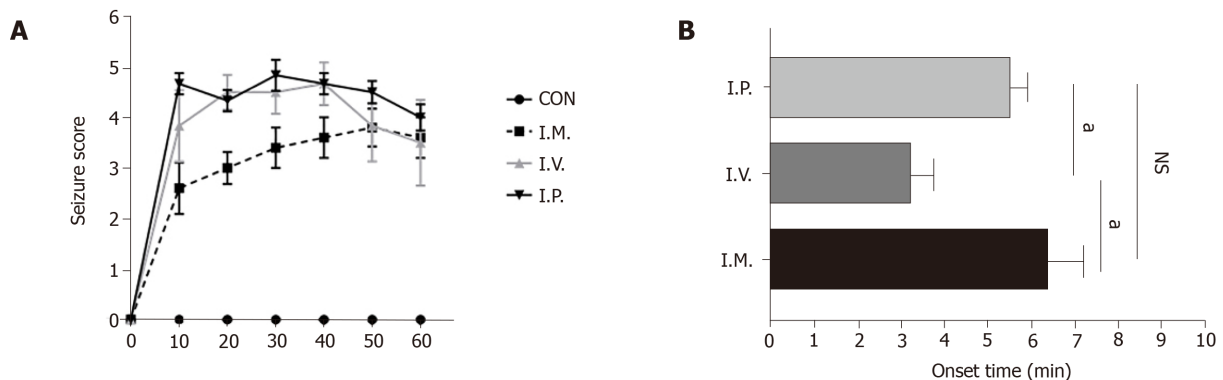 A
Seizure score
6
5
4
3
2
1
0
0 10 20 30 40 50 60
CON
I.M.
I.V.
I.P.
B
I.P.
I.V.
I.M.
a
a
NS
0 1 2 3 4 5 6 7 8 9 10
Onset time (min)